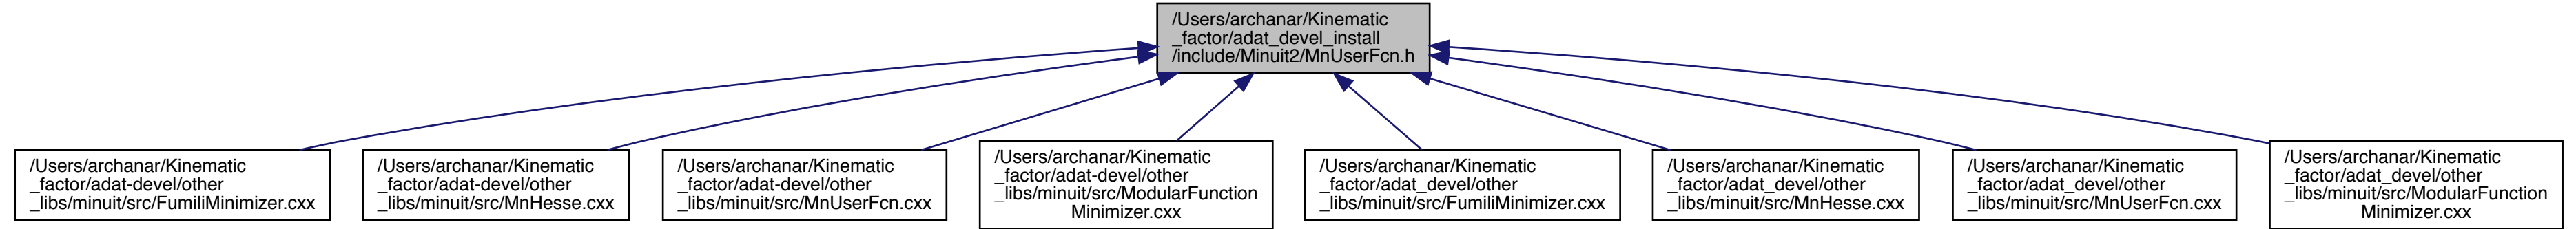 /Users/archanar/Kinematic
_factor/adat_devel_install
/include/Minuit2/MnUserFcn.h
/Users/archanar/Kinematic
_factor/adat-devel/other
_libs/minuit/src/FumiliMinimizer.cxx
/Users/archanar/Kinematic
_factor/adat-devel/other
_libs/minuit/src/MnHesse.cxx
/Users/archanar/Kinematic
_factor/adat-devel/other
_libs/minuit/src/MnUserFcn.cxx
/Users/archanar/Kinematic
_factor/adat-devel/other
_libs/minuit/src/ModularFunction
Minimizer.cxx
/Users/archanar/Kinematic
_factor/adat_devel/other
_libs/minuit/src/FumiliMinimizer.cxx
/Users/archanar/Kinematic
_factor/adat_devel/other
_libs/minuit/src/MnHesse.cxx
/Users/archanar/Kinematic
_factor/adat_devel/other
_libs/minuit/src/MnUserFcn.cxx
/Users/archanar/Kinematic
_factor/adat_devel/other
_libs/minuit/src/ModularFunction
Minimizer.cxx